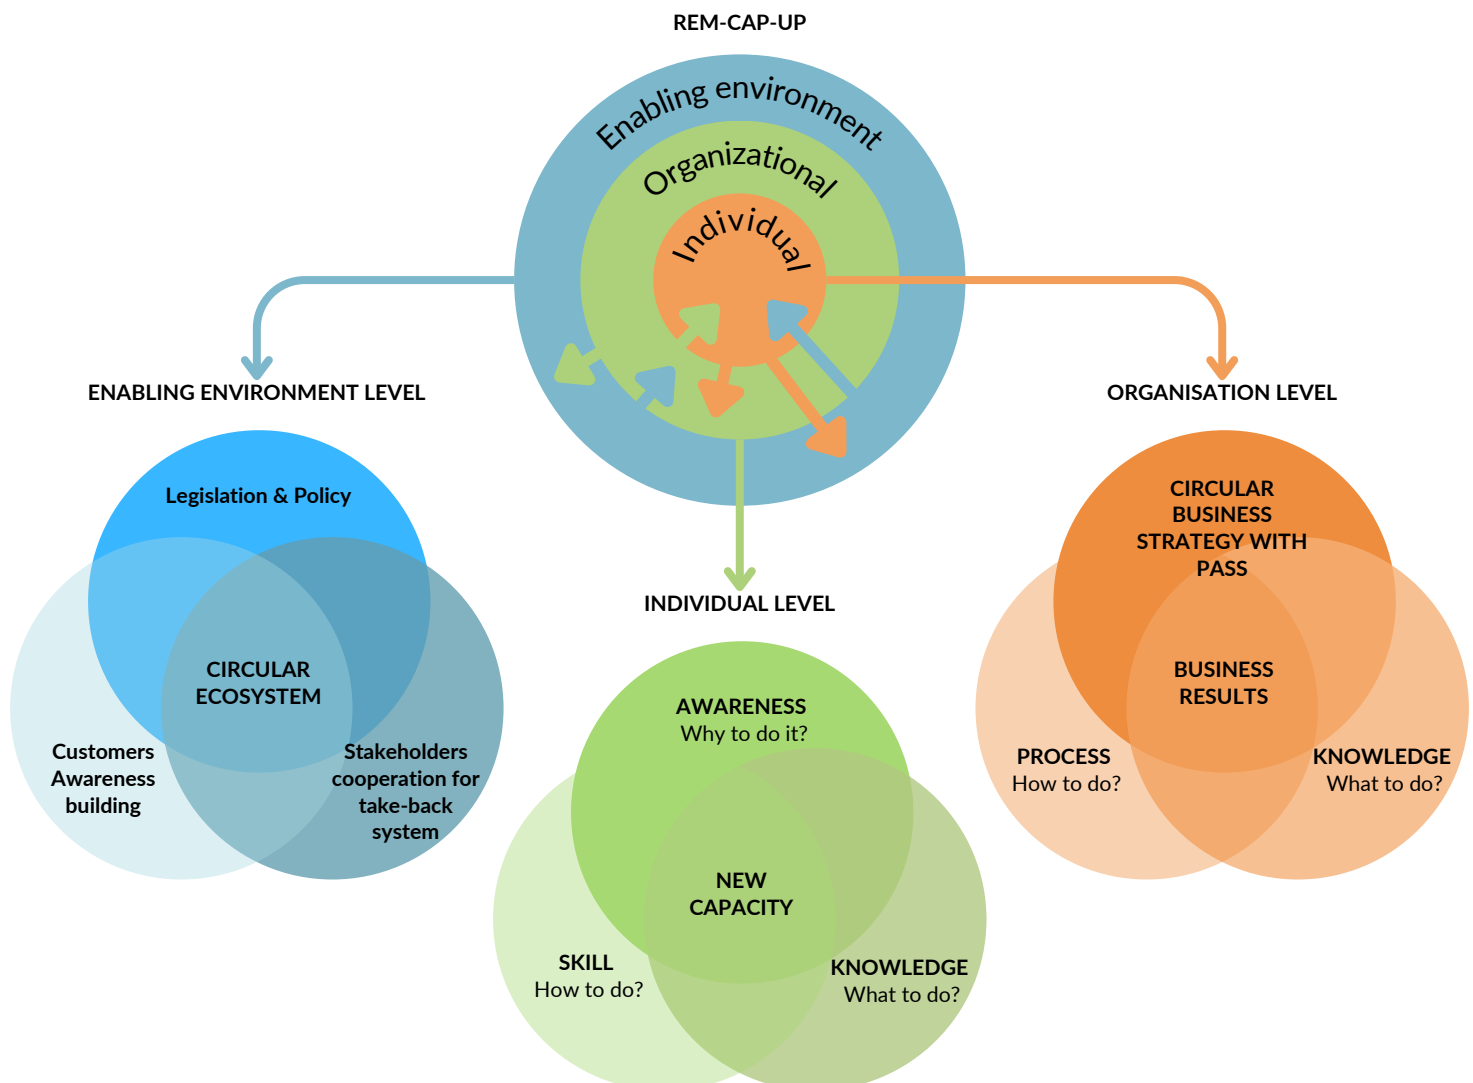 REM-CAP-UP
Enabling environment
Organizational
Individual
ENABLING ENVIRONMENT LEVEL
Legislation & Policy
CIRCULAR
ECOSYSTEM
Customers
Awareness
building
Stakeholders
cooperation for
take-back
system
INDIVIDUAL LEVEL
AWARENESS
Why to do it?
NEW
CAPACITY
SKILL
How to do?
KNOWLEDGE
What to do?
ORGANISATION LEVEL
CIRCULAR
BUSINESS
STRATEGY WITH
PASS
BUSINESS
RESULTS
PROCESS
How to do?
KNOWLEDGE
What to do?